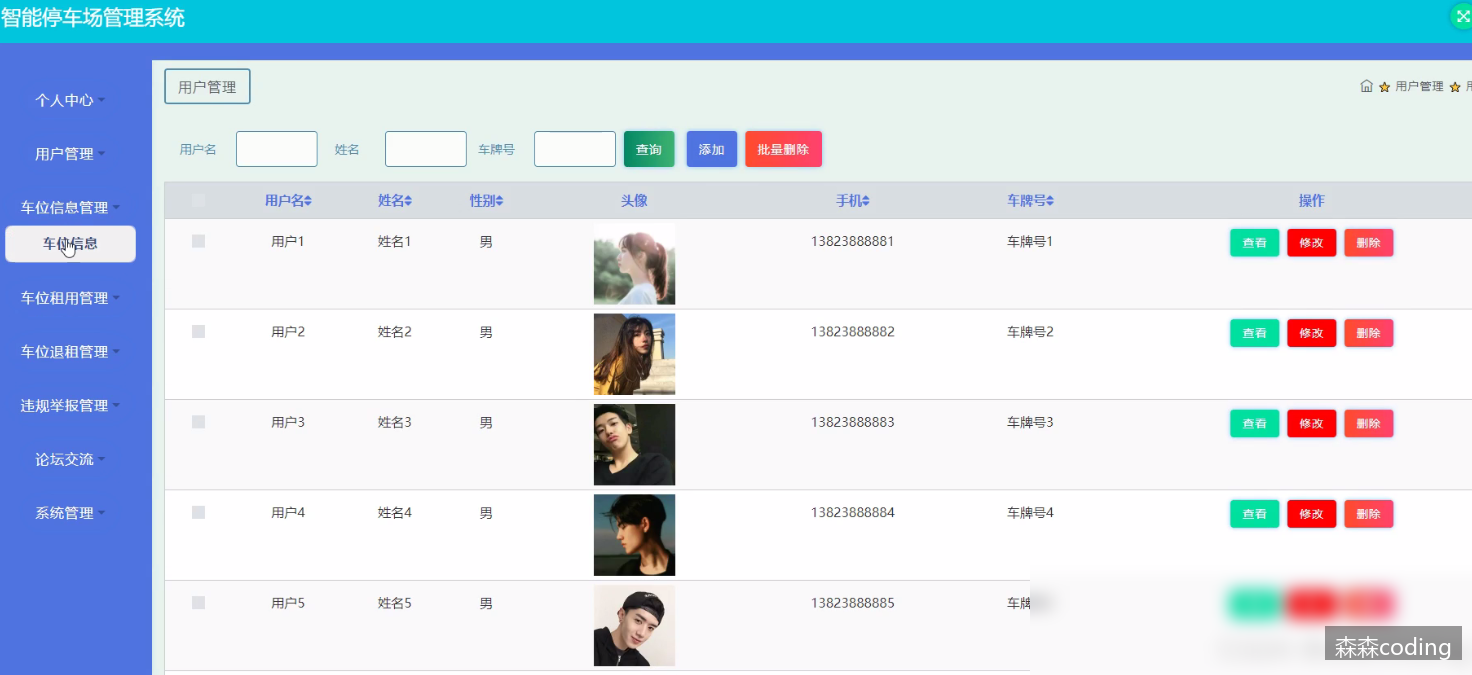 智能停车场管理系统
个人中心
用户管理
车位信息管理
车位信息
车位租用管理
车位退租管理
违规举报管理
论坛交流
系统管理
用户管理
用户管理
用户名 姓名 车牌号 查询 添加 批量删除
用户名 姓名 性别 头像 手机 车牌号 操作
用户1 姓名1 男 13823888881 车牌号1 查看 修改 删除
用户2 姓名2 男 13823888882 车牌号2 查看 修改 删除
用户3 姓名3 男 13823888883 车牌号3 查看 修改 删除
用户4 姓名4 男 13823888884 车牌号4 查看 修改 删除
用户5 姓名5 男 13823888885 车牌
森森coding